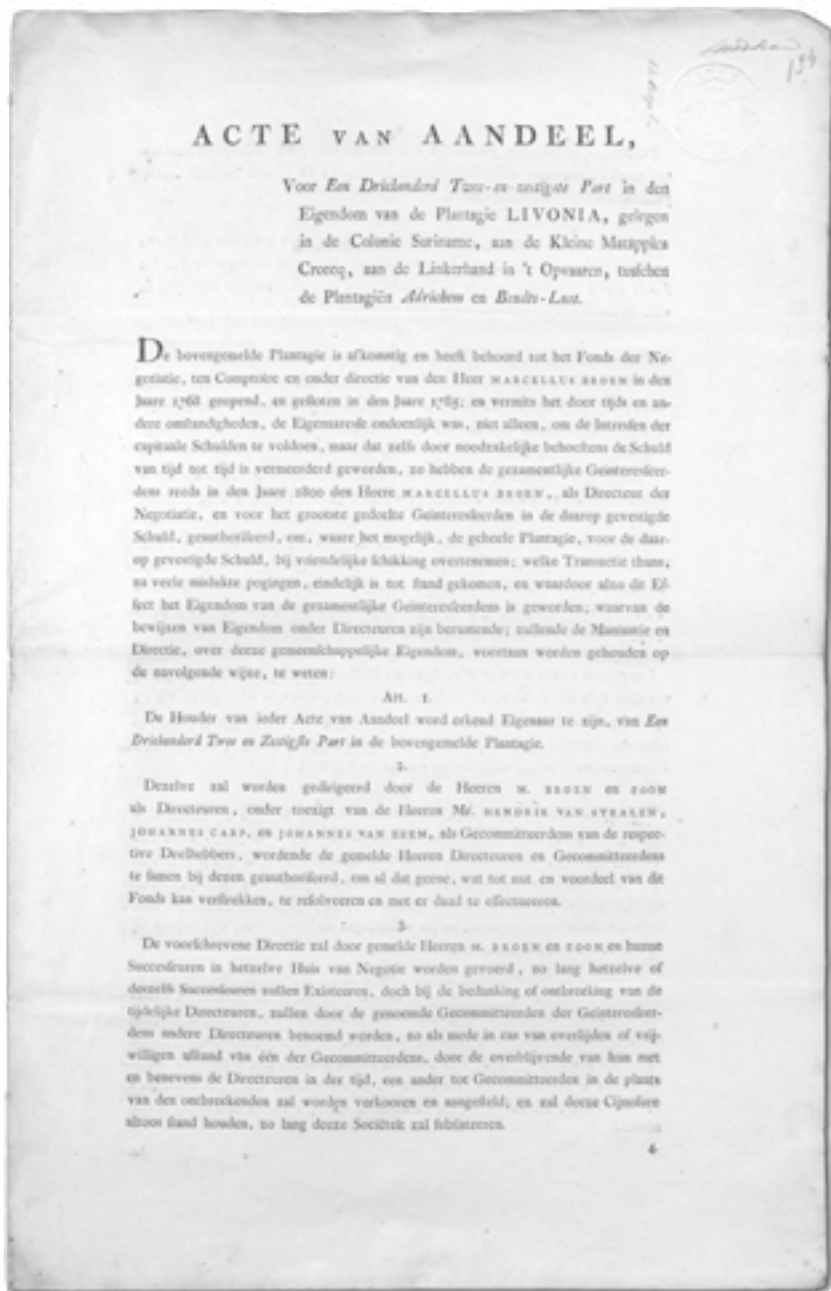 194
ACTE VAN AANDEEL,
Voor Een Driehonderd Twee-en-zestigste Part in den
Eigendom van de Plantagie LIVONIA, gelegen
in de Colonie Suriname, aan de Kleine Matappica
Creecq, aan de Linkerhand in 't Opvaaren, tusschen
de Plantagiën Adrichem en Bendts-Lust.
De bovengemelde Plantagie is afkomstig en heeft behoord tot het Fonds der Ne-
gotiatie, ten Comptoire en onder directie van den Heer MARCELLUS BROEN in den
Jaare 1768 geopend, en gesloten in den Jaare 1785; en vermits het door tijds en an-
dere omstandigheden, de Eigenaaresse ondoenlijk was, niet alleen, om de Intressen der
capitaale Schulden te voldoen, maar dat zelfs door noodzakelijke behoeftens de Schuld
van tijd tot tijd is vermeerderd geworden, zo hebben de gezamentlijke Geinteresseer-
dens reeds in den Jaare 1800 den Heere MARCELLUS BROEN, als Directeur der
Negotiatie, en voor het grootste gedeelte Geinteresseerden in de daarop gevestigde
Schuld, geauthoriseerd, om, waare het mogelijk, de geheele Plantagie, voor de daar-
op gevestigde Schuld, bij vriendelijke schikking overtenemen; welke Transactie thans,
na veele mislukte pogingen, eindelijk is tot stand gekomen, en waardoor alzo dit Ef-
fect het Eigendom van de gezamentlijke Geinteresseerdens is geworden; waarvan de
bewijzen van Eigendom onder Directeuren zijn berustende; zullende de Maniantie en
Directie, over deeze gemeenschappelijke Eigendom, voortaan worden gehouden op
de navolgende wijze, te weten:
Art. 1.
De Houder van ieder Acte van Aandeel word erkend Eigenaar te zijn, van Een
Driehonderd Twee en Zestigste Part in de bovengemelde Plantagie.
2.
Dezelve zal worden gedirigeerd door de Heeren M. BROEN en ZOON
als Directeuren, onder toezigt van de Heeren Mr. HENDRIK VAN STRALEN,
JOHANNES CARP, en JOHANNES VAN BEEM, als Gecommitteerdens van de respec-
tive Deelhebbers, wordende de gemelde Heeren Directeuren en Gecommitteerdens
te samen bij dezen geauthoriseerd, om al dat geene, wat tot nut en voordeel van dit
Fonds kan verstrekken, te resolveeren en met er daad te effectueeren.
3.
De voorschrevene Directie zal door gemelde Heeren M. BROEN en ZOON en hunne
Successeuren in hetzelve Huis van Negotie worden gevoerd, zo lang hetzelve of
deszelfs Successeuren zullen Existeeren, doch bij de bedanking of ontbreking van de
tijdelijke Directeuren, zullen door de genoemde Gecommitteerden der Geinteresseer-
dens andere Directeuren benoemd worden, zo als mede in cas van overlijden of vrij-
willigen afstand van één der Gecommitteerdens, door de overblijvende van hun met
en benevens de Directeuren in der tijd, een ander tot Gecommitteerden in de plaats
van den ontbreekenden zal worden verkooren en aangesteld; en zal deeze Cijnosure
altoos stand houden, zo lang deeze Sociëteit zal subsisteeren.
4